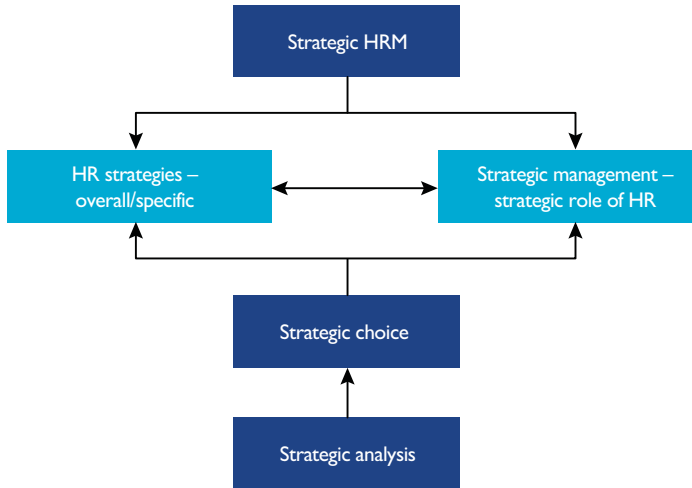 Strategic HRM
HR strategies –
overall/specific
Strategic management –
strategic role of HR
Strategic choice
Strategic analysis